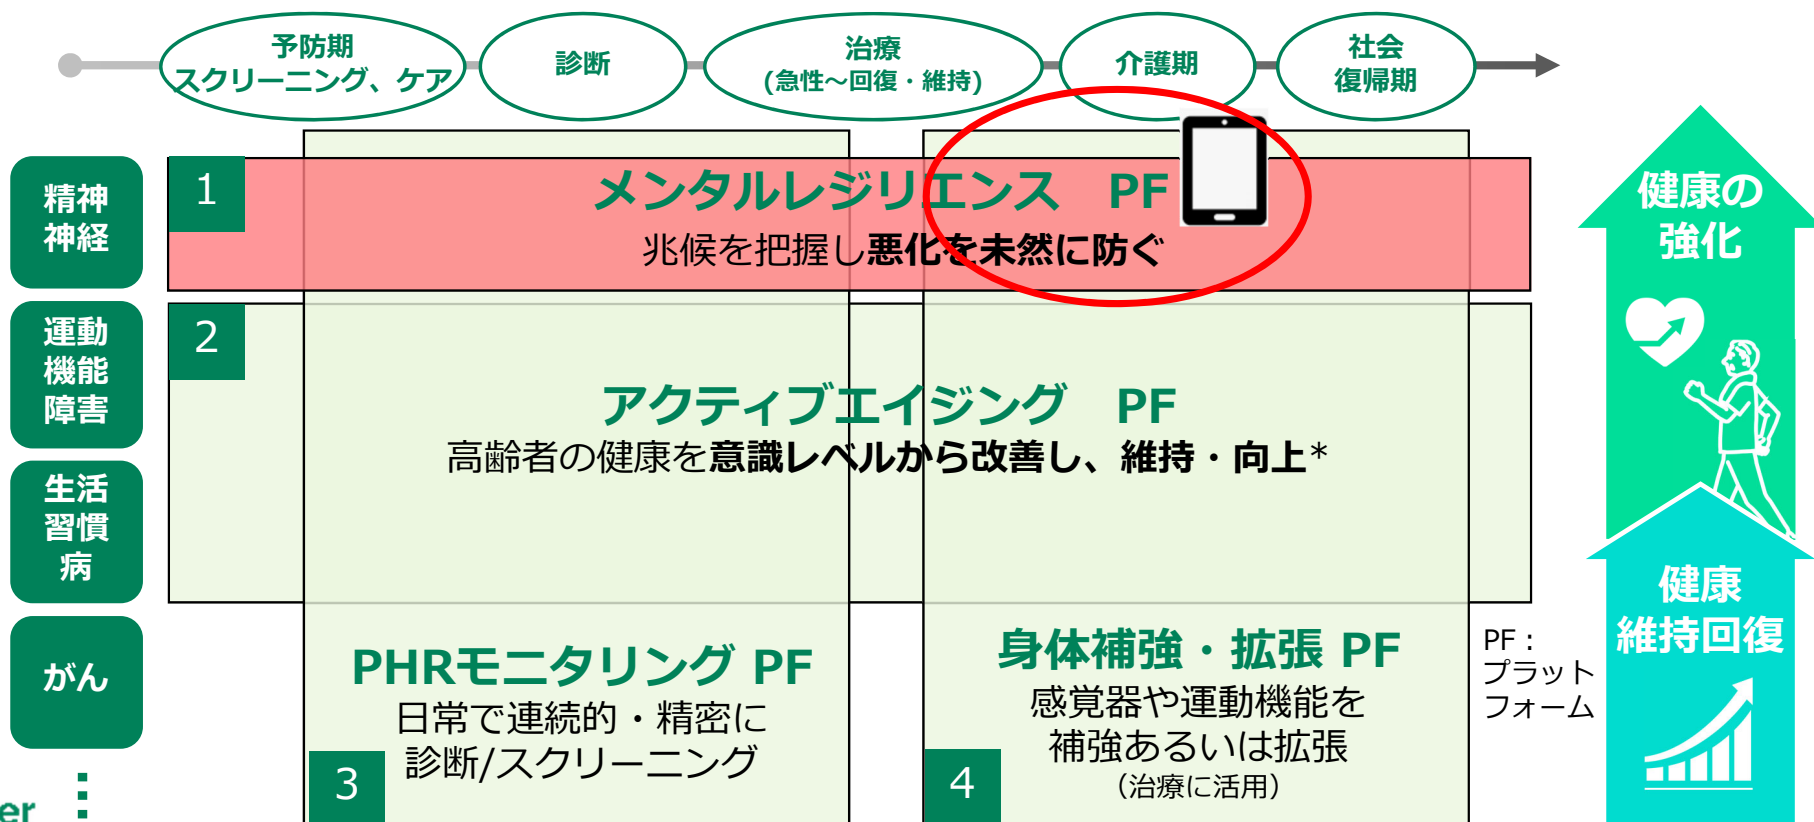 予防期
スクリーニング、ケア
診断
治療
(急性～回復・維持)
介護期
社会
復帰期
精神
神経
1
メンタルレジリエンス PF
兆候を把握し悪化を未然に防ぐ
健康の
強化
運動
機能
障害
2
アクティブエイジング PF
高齢者の健康を意識レベルから改善し、維持・向上*
生活
習慣
病
がん
PHRモニタリング PF
日常で連続的・精密に
診断/スクリーニング
3
身体補強・拡張 PF
感覚器や運動機能を
補強あるいは拡張
（治療に活用）
4
PF：
プラット
フォーム
健康
維持回復
er